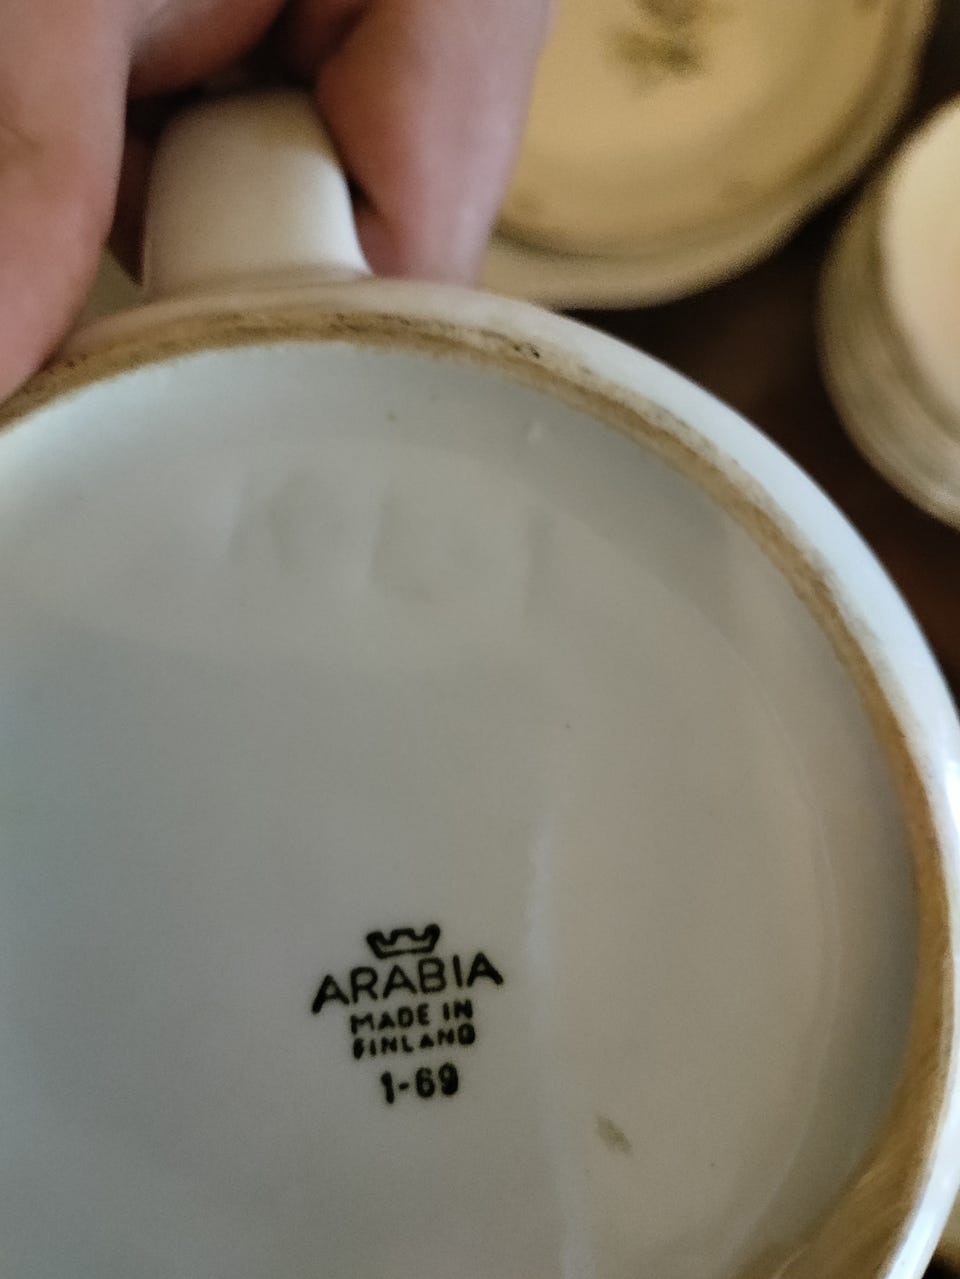 ARABIA
MADE IN
FINLAND
1-69